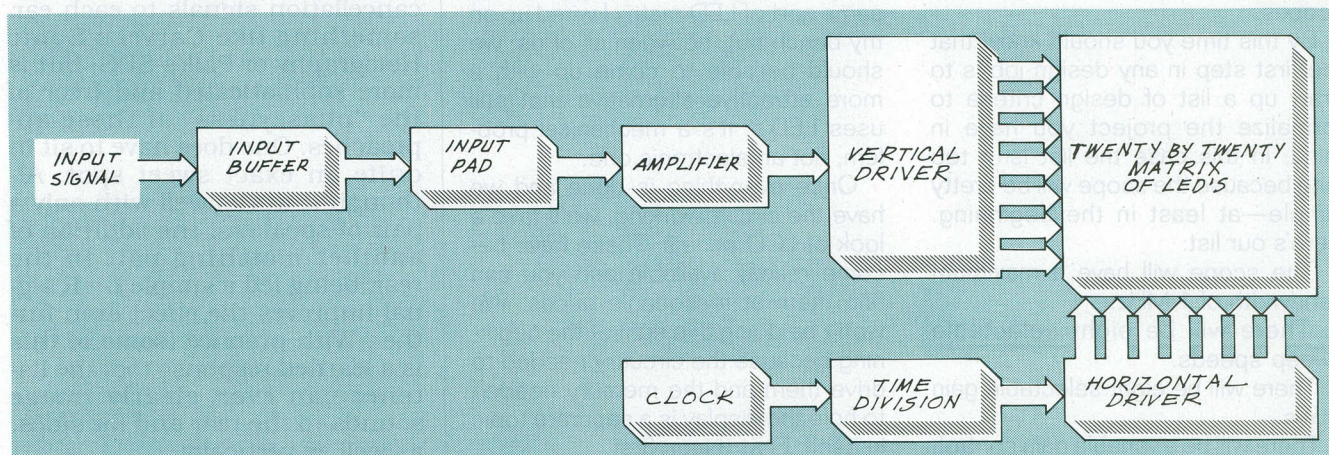 INPUT
SIGNAL
INPUT
BUFFER
INPUT
PAD
AMPLIFIER
VERTICAL
DRIVER
TWENTY BY TWENTY
MATRIX
OF LED'S
CLOCK
TIME
DIVISION
HORIZONTAL
DRIVER